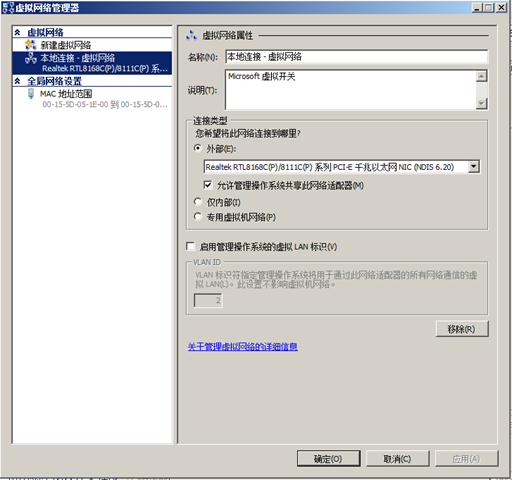 虚拟网络管理器
虚拟网络
新建虚拟网络
本地连接 - 虚拟网络
Realtek RTL8168C(P)/8111C(P) 系...
全局网络设置
MAC 地址范围
00-15-5D-05-1E-00 到 00-15-5D-0...
虚拟网络属性
名称(N):
本地连接 - 虚拟网络
说明(T):
Microsoft 虚拟开关
连接类型
您希望将此网络连接到哪里?
外部(E):
Realtek RTL8168C(P)/8111C(P) 系列 PCI-E 千兆以太网 NIC (NDIS 6.20)
允许管理操作系统共享此网络适配器(M)
仅内部(I)
专用虚拟机网络(P)
启用管理操作系统的虚拟 LAN 标识(V)
VLAN ID
VLAN 标识符指定管理操作系统将用于通过此网络适配器的所有网络通信的虚
拟 LAN(L)。此设置不影响虚拟机网络。
2
移除(R)
关于管理虚拟网络的详细信息
确定(O)
取消(C)
应用(A)